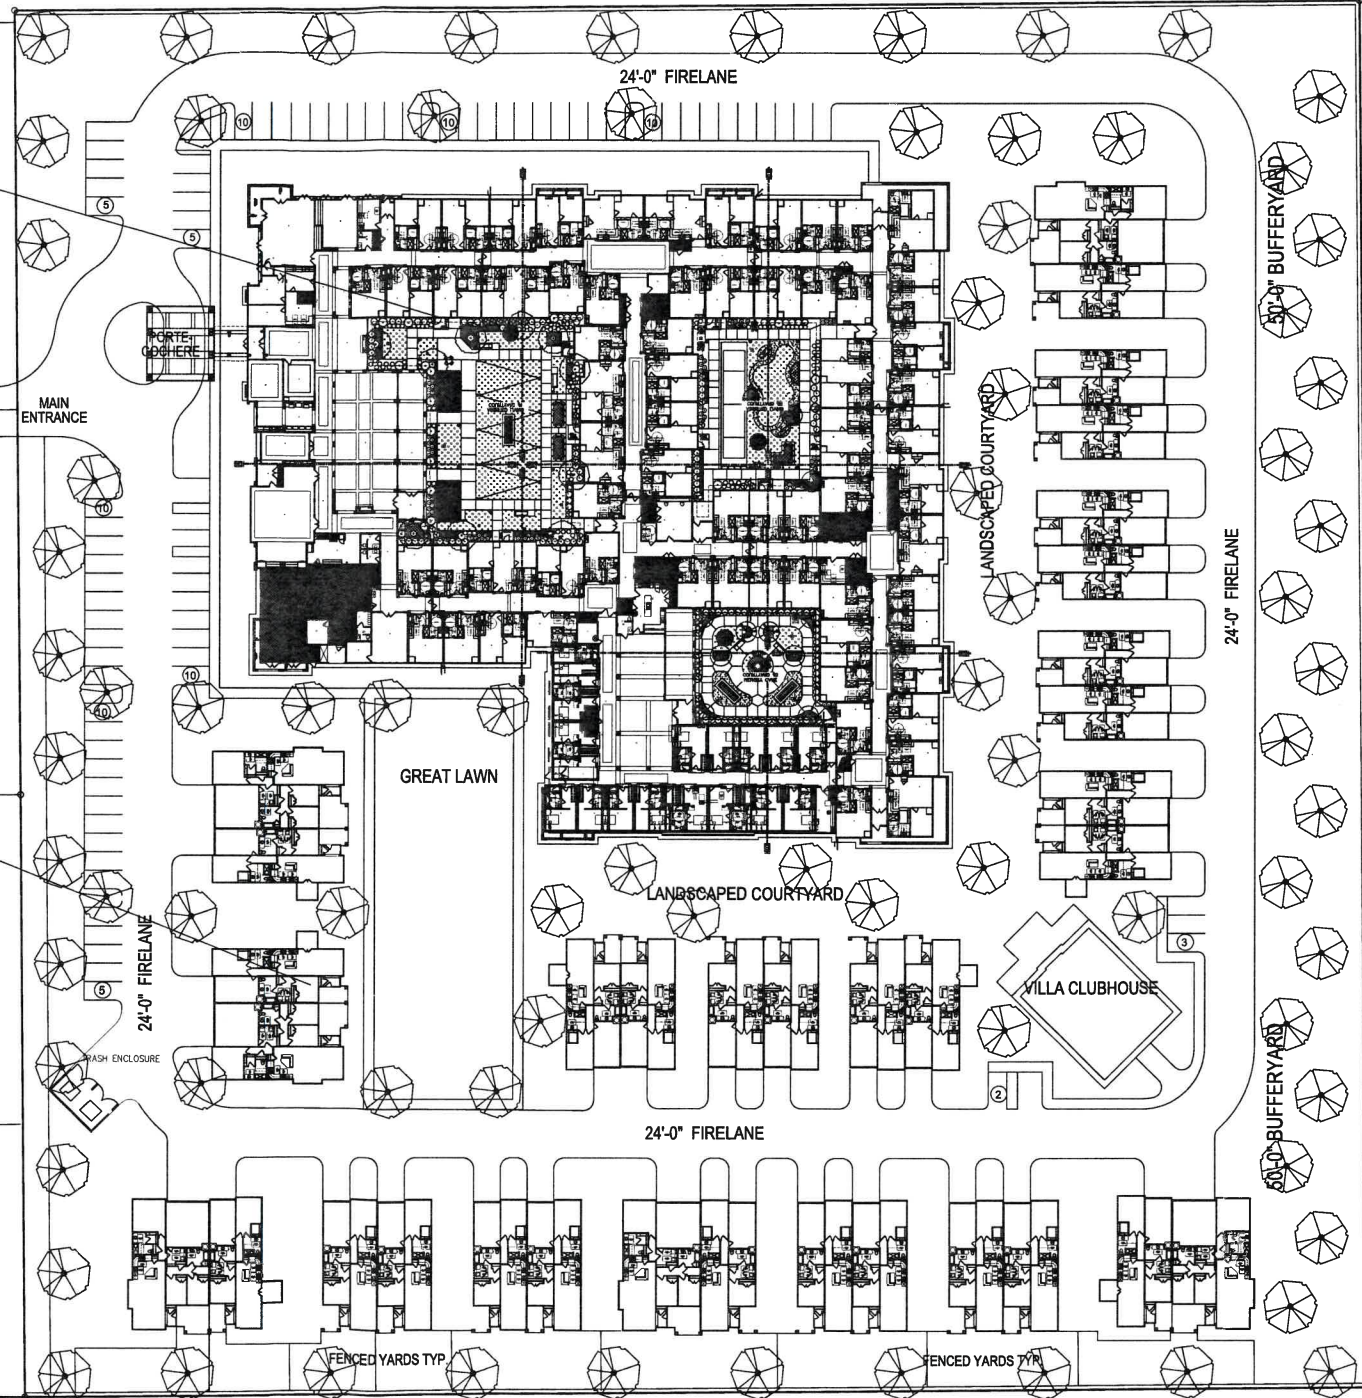 24'-0" FIRELANE
10
10
10
5
5
50'-0" BUFFERYARD
PORTE
COCHERE
MAIN
ENTRANCE
LANDSCAPED COURTYARD
24'-0" FIRELANE
10
10
10
GREAT LAWN
LANDSCAPED COURTYARD
24'-0" FIRELANE
5
3
VILLA CLUBHOUSE
TRASH ENCLOSURE
50'-0" BUFFERYARD
2
24'-0" FIRELANE
FENCED YARDS TYP.
FENCED YARDS TYP.